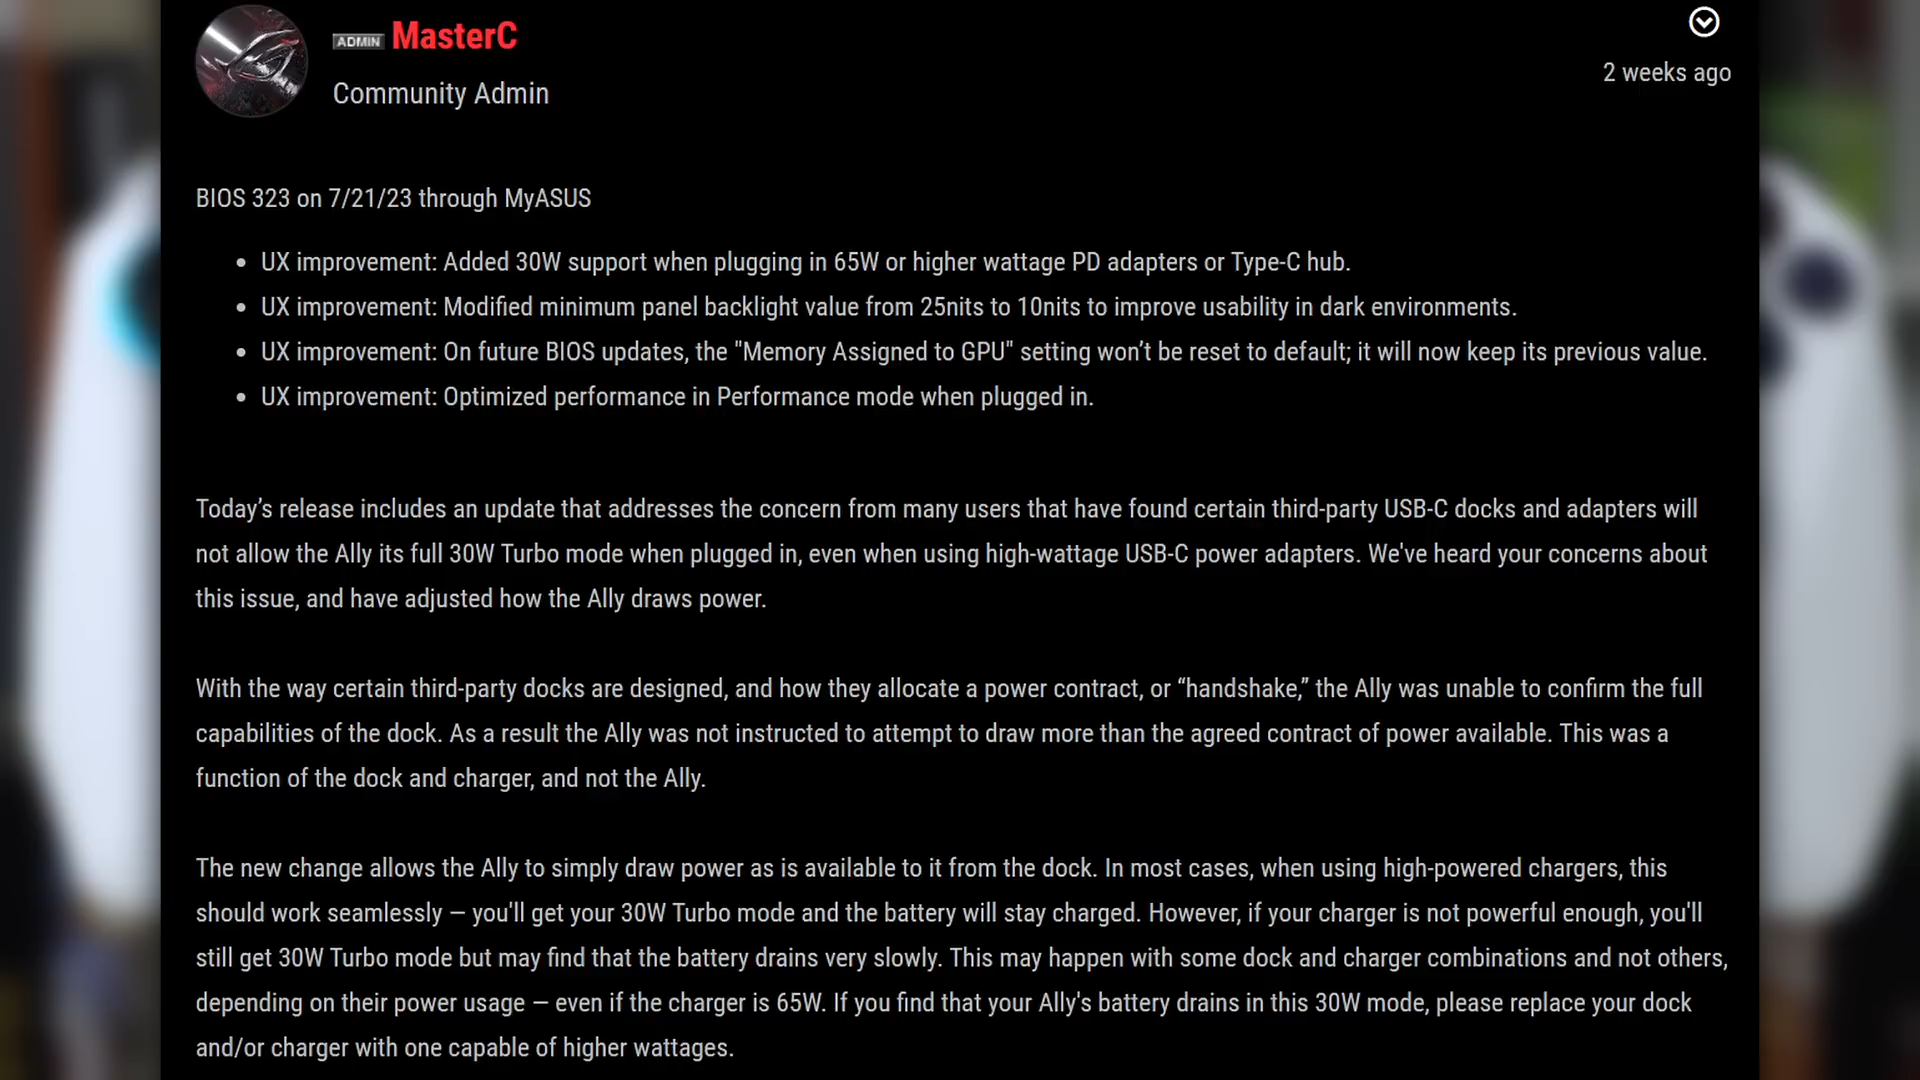 ADMIN MasterC
Community Admin
2 weeks ago
BIOS 323 on 7/21/23 through MyASUS
• UX improvement: Added 30W support when plugging in 65W or higher wattage PD adapters or Type-C hub.
• UX improvement: Modified minimum panel backlight value from 25nits to 10nits to improve usability in dark environments.
• UX improvement: On future BIOS updates, the "Memory Assigned to GPU" setting won’t be reset to default; it will now keep its previous value.
• UX improvement: Optimized performance in Performance mode when plugged in.
Today’s release includes an update that addresses the concern from many users that have found certain third-party USB-C docks and adapters will
not allow the Ally its full 30W Turbo mode when plugged in, even when using high-wattage USB-C power adapters. We've heard your concerns about
this issue, and have adjusted how the Ally draws power.
With the way certain third-party docks are designed, and how they allocate a power contract, or “handshake,” the Ally was unable to confirm the full
capabilities of the dock. As a result the Ally was not instructed to attempt to draw more than the agreed contract of power available. This was a
function of the dock and charger, and not the Ally.
The new change allows the Ally to simply draw power as is available to it from the dock. In most cases, when using high-powered chargers, this
should work seamlessly — you'll get your 30W Turbo mode and the battery will stay charged. However, if your charger is not powerful enough, you'll
still get 30W Turbo mode but may find that the battery drains very slowly. This may happen with some dock and charger combinations and not others,
depending on their power usage — even if the charger is 65W. If you find that your Ally's battery drains in this 30W mode, please replace your dock
and/or charger with one capable of higher wattages.